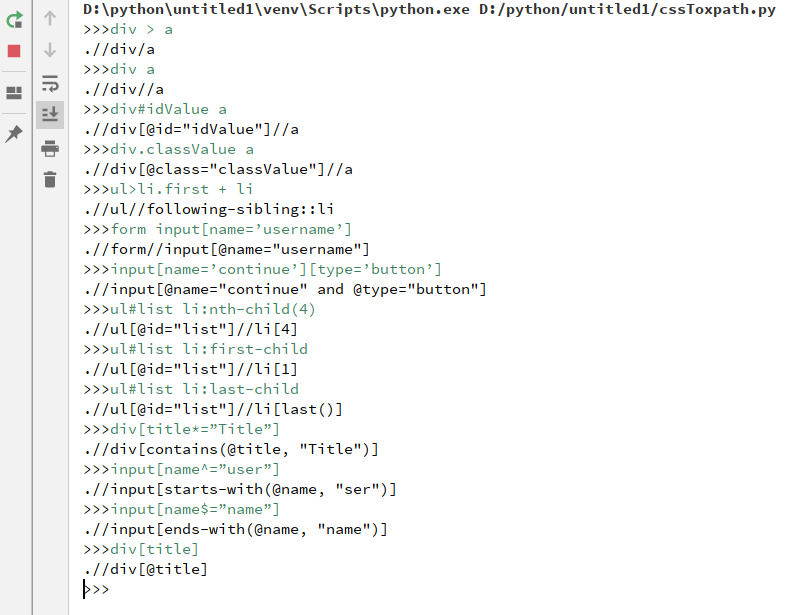 D:\python\untitled1\venv\Scripts\python.exe D:/python/untitled1/cssToxpath.py
>>>div > a
.//div/a
>>>div a
.//div//a
>>>div#idValue a
.//div[@id="idValue"]//a
>>>div.classValue a
.//div[@class="classValue"]//a
>>>ul>li.first + li
.//ul//following-sibling::li
>>>form input[name=’username’]
.//form//input[@name="username"]
>>>input[name=’continue’][type=’button’]
.//input[@name="continue" and @type="button"]
>>>ul#list li:nth-child(4)
.//ul[@id="list"]//li[4]
>>>ul#list li:first-child
.//ul[@id="list"]//li[1]
>>>ul#list li:last-child
.//ul[@id="list"]//li[last()]
>>>div[title*=”Title”]
.//div[contains(@title, "Title")]
>>>input[name^=”user”]
.//input[starts-with(@name, "ser")]
>>>input[name$=”name”]
.//input[ends-with(@name, "name")]
>>>div[title]
.//div[@title]
>>>